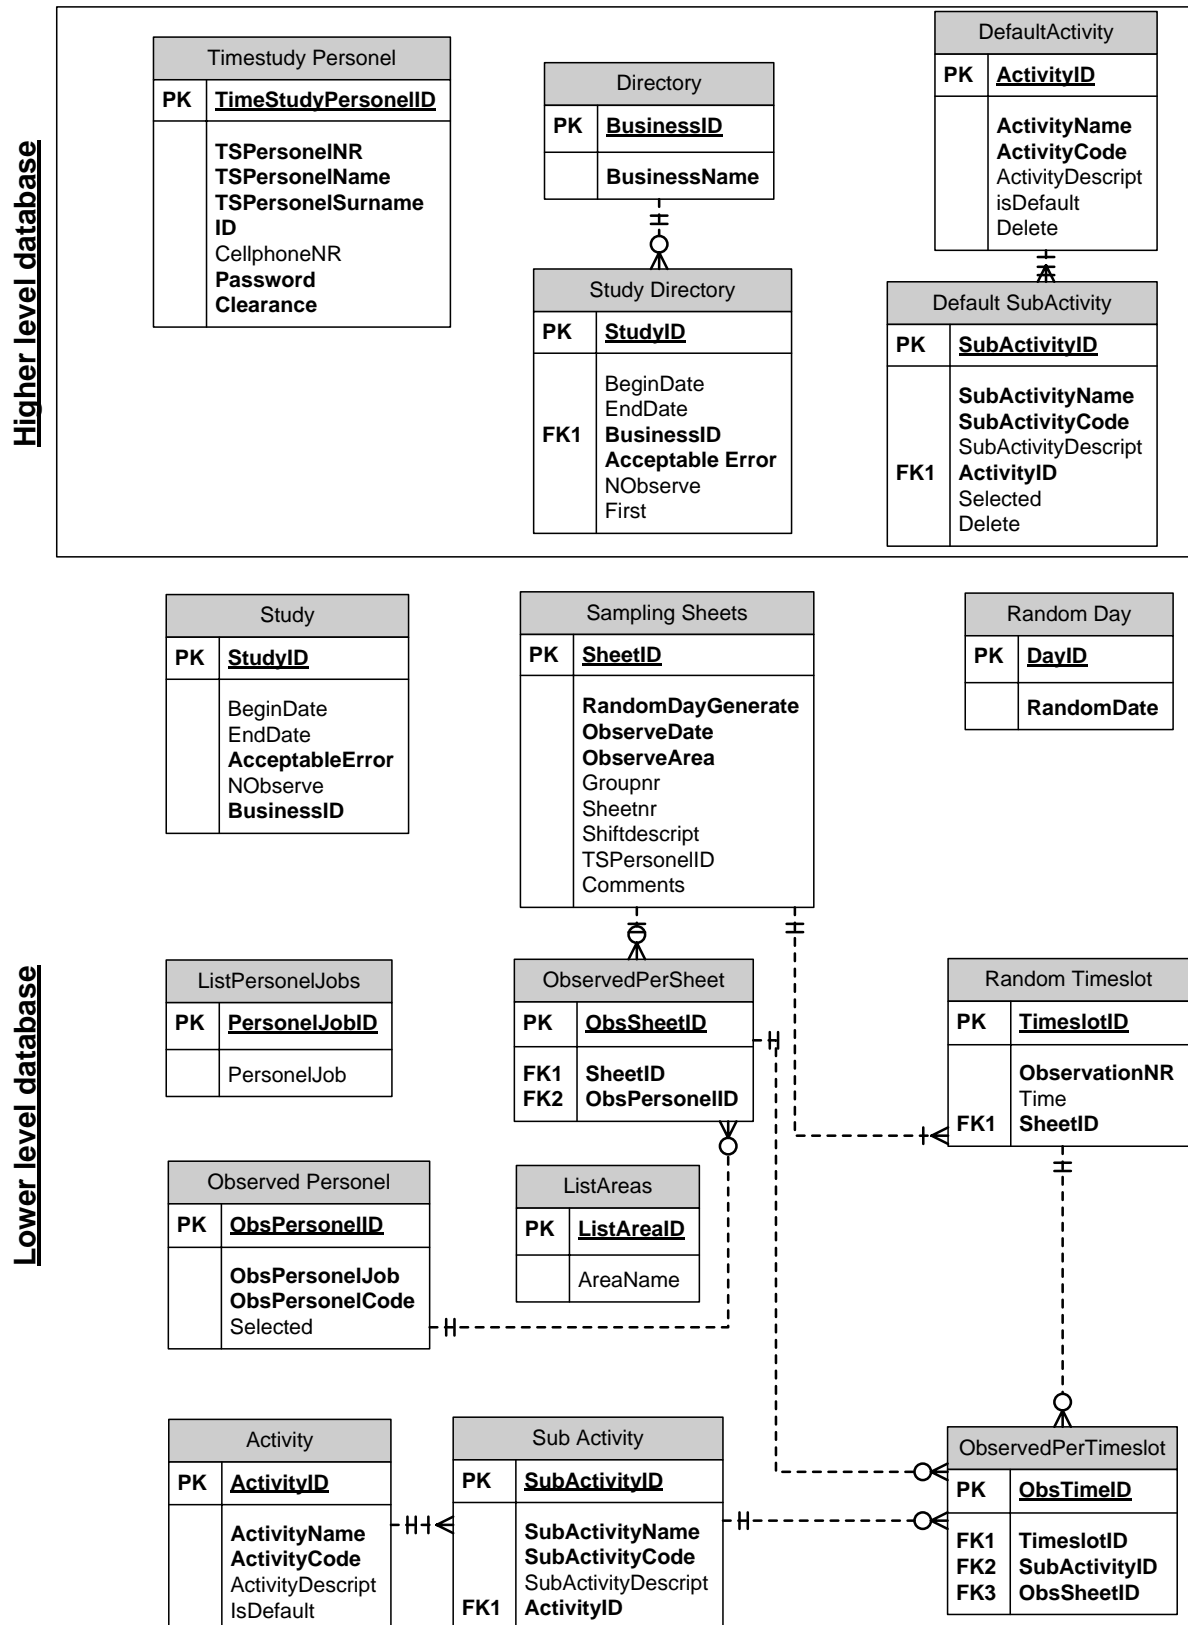 Higher level database
Timestudy Personel
PK TimeStudyPersonelID
TSPersonelNR
TSPersonelName
TSPersonelSurname
ID
CellphoneNR
Password
Clearance
Directory
PK BusinessID
BusinessName
Study Directory
PK StudyID
BeginDate
EndDate
FK1 BusinessID
Acceptable Error
NObserve
First
DefaultActivity
PK ActivityID
ActivityName
ActivityCode
ActivityDescript
isDefault
Delete
Default SubActivity
PK SubActivityID
SubActivityName
SubActivityCode
SubActivityDescript
FK1 ActivityID
Selected
Delete
Lower level database
Study
PK StudyID
BeginDate
EndDate
AcceptableError
NObserve
BusinessID
Sampling Sheets
PK SheetID
RandomDayGenerate
ObserveDate
ObserveArea
Groupnr
Sheetnr
Shiftdescript
TSPersonelID
Comments
Random Day
PK DayID
RandomDate
ListPersonelJobs
PK PersonelJobID
PersonelJob
ObservedPerSheet
PK ObsSheetID
FK1 SheetID
FK2 ObsPersonelID
Random Timeslot
PK TimeslotID
ObservationNR
Time
FK1 SheetID
Observed Personel
PK ObsPersonelID
ObsPersonelJob
ObsPersonelCode
Selected
ListAreas
PK ListAreaID
AreaName
Activity
PK ActivityID
ActivityName
ActivityCode
ActivityDescript
IsDefault
Sub Activity
PK SubActivityID
SubActivityName
SubActivityCode
SubActivityDescript
FK1 ActivityID
ObservedPerTimeslot
PK ObsTimeID
FK1 TimeslotID
FK2 SubActivityID
FK3 ObsSheetID